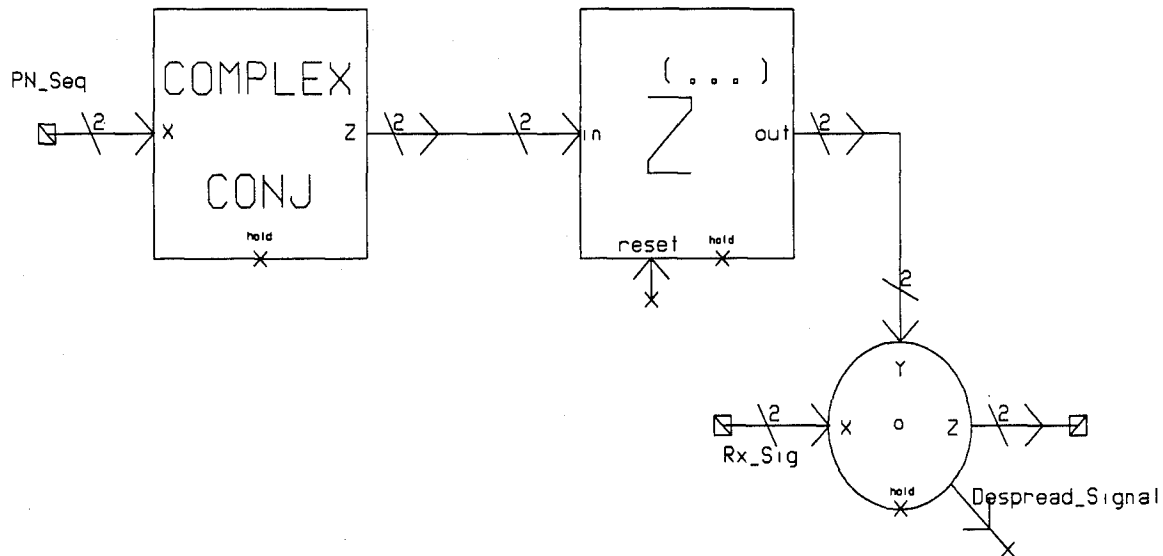 PN_Seq
2
X
COMPLEX
CONJ
Z
hold
2
2
in
Z (...)
out
reset
hold
2
2
Y
X
o
Z
hold
2
Rx_Sig
2
Despread_Signal